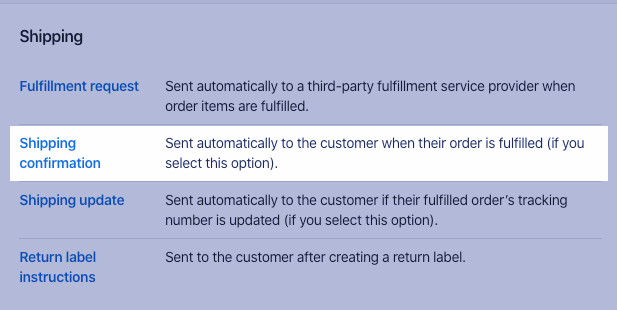 Shipping
Fulfillment request
Sent automatically to a third-party fulfillment service provider when
order items are fulfilled.
Shipping
confirmation
Sent automatically to the customer when their order is fulfilled (if you
select this option).
Shipping update
Sent automatically to the customer if their fulfilled order’s tracking
number is updated (if you select this option).
Return label
instructions
Sent to the customer after creating a return label.